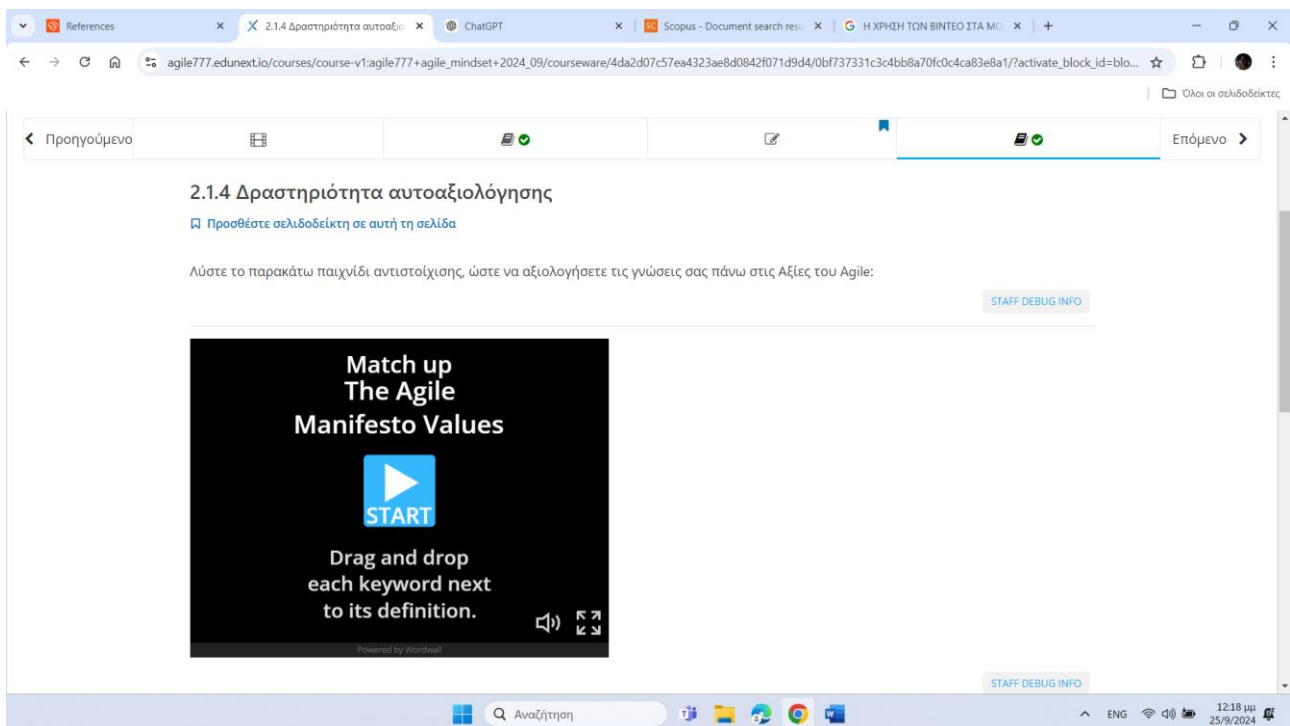 References
2.1.4 Δραστηριότητα αυτοαξιο
ChatGPT
Scopus - Document search resu
Η ΧΡΗΣΗ ΤΩΝ ΒΙΝΤΕΟ ΣΤΑ ΜΟ
agile777.edunext.io/courses/course-v1:agile777+agile_mindset+2024_09/courseware/4da2d07c57ea4323ae8d0842f071d9d4/0bf737331c3c4bb8a70fc0c4ca83e8a1/?activate_block_id=blo...
Όλοι οι σελιδοδείκτες
Προηγούμενο
Επόμενο
2.1.4 Δραστηριότητα αυτοαξιολόγησης
Προσθέστε σελιδοδείκτη σε αυτή τη σελίδα
Λύστε το παρακάτω παιχνίδι αντιστοίχισης, ώστε να αξιολογήσετε τις γνώσεις σας πάνω στις Αξίες του Agile:
STAFF DEBUG INFO
Match up
The Agile
Manifesto Values
START
Drag and drop
each keyword next
to its definition.
Powered by Wordwall
STAFF DEBUG INFO
Αναζήτηση
ENG
12:18 μμ
25/9/2024